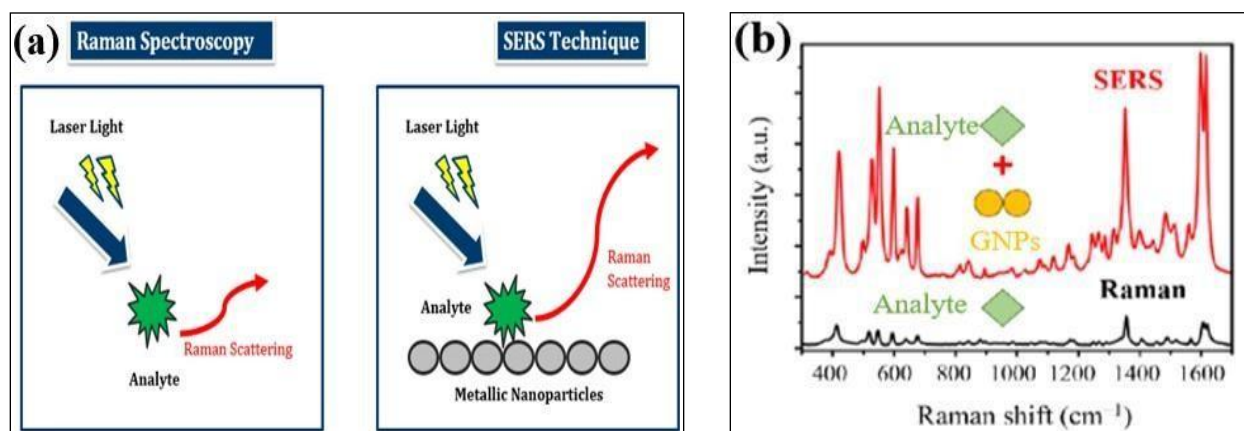 (a)
Raman Spectroscopy
SERS Technique
Laser Light
Raman Scattering
Analyte
Laser Light
Raman
Scattering
Analyte
Metallic Nanoparticles
(b)
SERS
Analyte
+
GNPs
Analyte
Raman
Intensity (a.u.)
400 600 800 1000 1200 1400 1600
Raman shift (cm⁻¹)